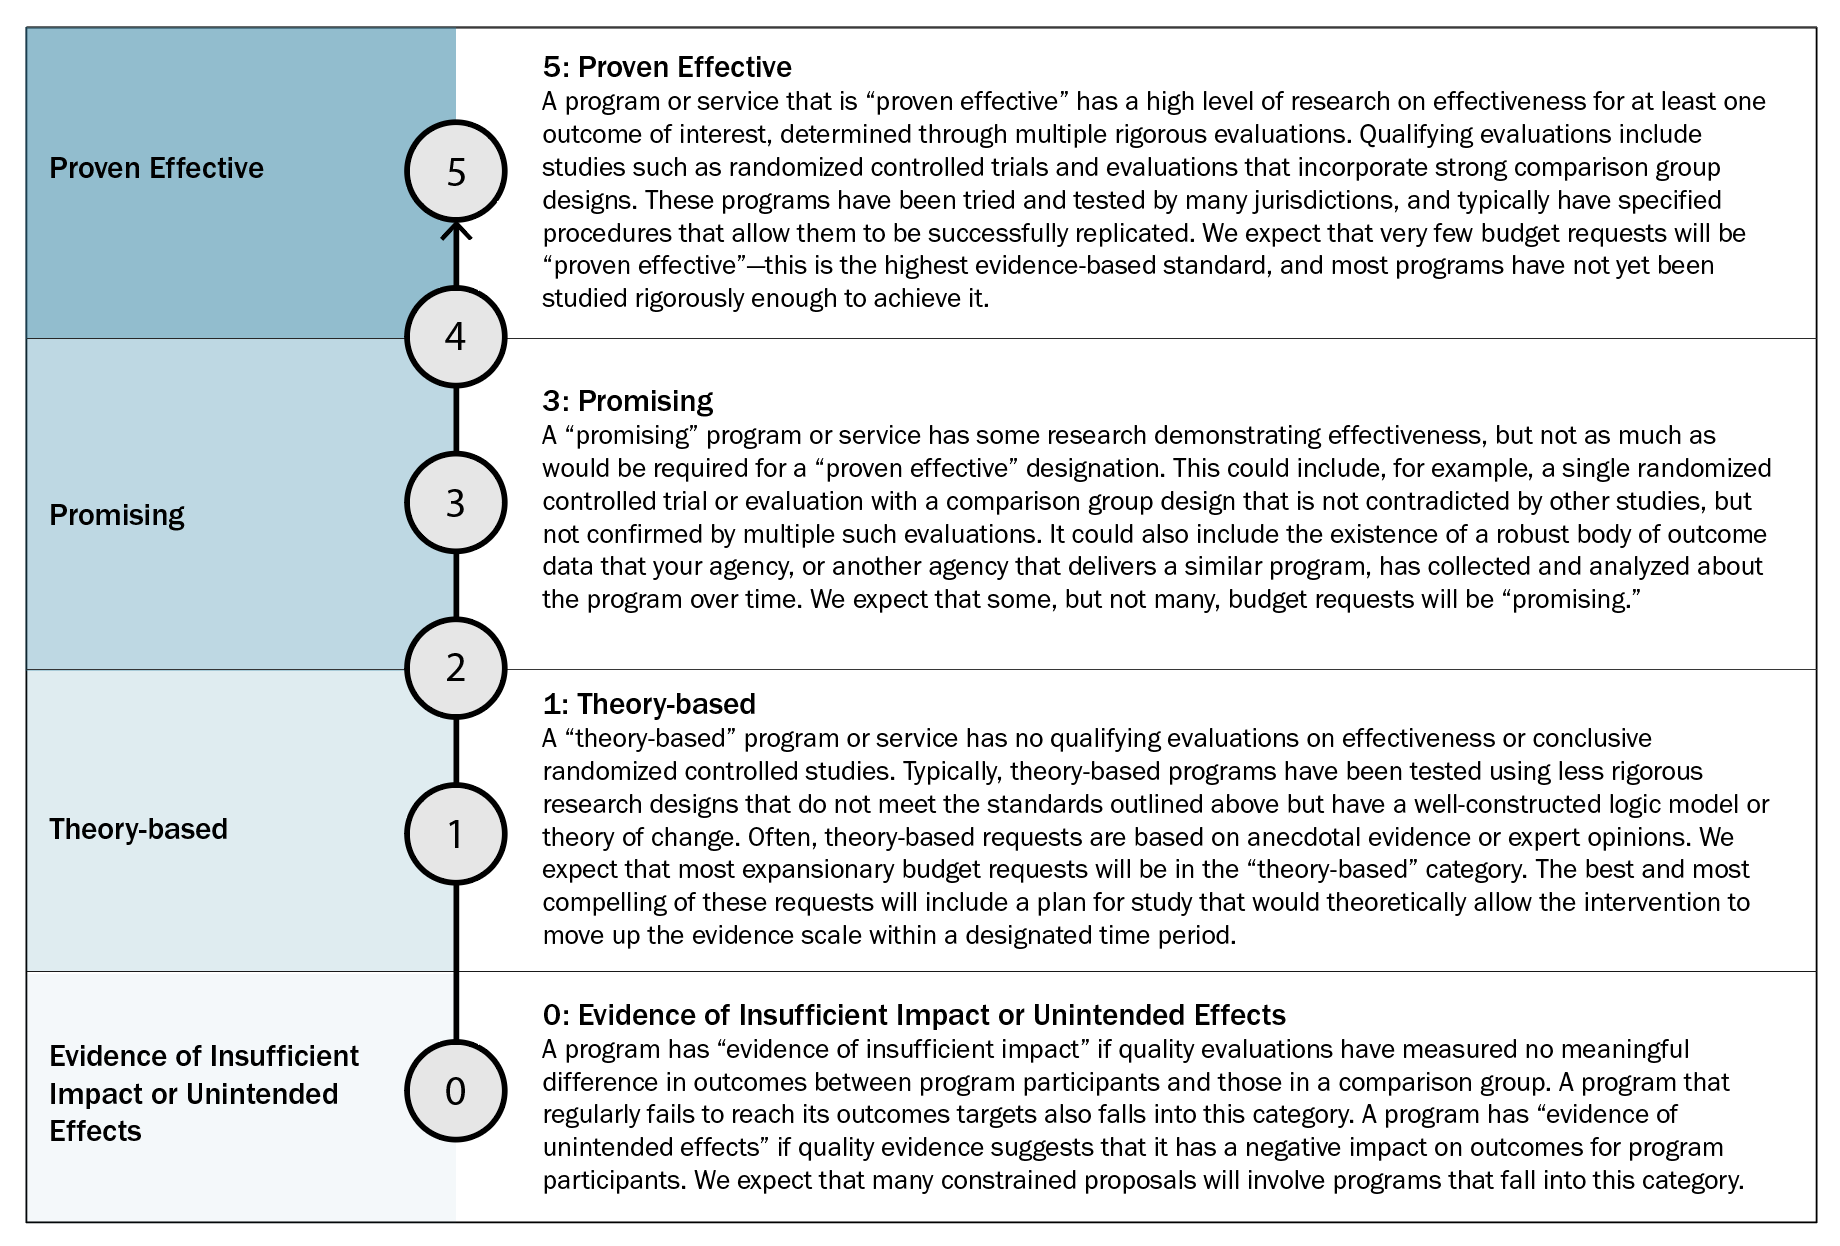 Proven Effective
5
5: Proven Effective
A program or service that is “proven effective” has a high level of research on effectiveness for at least one
outcome of interest, determined through multiple rigorous evaluations. Qualifying evaluations include
studies such as randomized controlled trials and evaluations that incorporate strong comparison group
designs. These programs have been tried and tested by many jurisdictions, and typically have specified
procedures that allow them to be successfully replicated. We expect that very few budget requests will be
“proven effective”—this is the highest evidence-based standard, and most programs have not yet been
studied rigorously enough to achieve it.
4
Promising
3
3: Promising
A “promising” program or service has some research demonstrating effectiveness, but not as much as
would be required for a “proven effective” designation. This could include, for example, a single randomized
controlled trial or evaluation with a comparison group design that is not contradicted by other studies, but
not confirmed by multiple such evaluations. It could also include the existence of a robust body of outcome
data that your agency, or another agency that delivers a similar program, has collected and analyzed about
the program over time. We expect that some, but not many, budget requests will be “promising.”
2
Theory-based
1
1: Theory-based
A “theory-based” program or service has no qualifying evaluations on effectiveness or conclusive
randomized controlled studies. Typically, theory-based programs have been tested using less rigorous
research designs that do not meet the standards outlined above but have a well-constructed logic model or
theory of change. Often, theory-based requests are based on anecdotal evidence or expert opinions. We
expect that most expansionary budget requests will be in the “theory-based” category. The best and most
compelling of these requests will include a plan for study that would theoretically allow the intervention to
move up the evidence scale within a designated time period.
Evidence of Insufficient
Impact or Unintended
Effects
0
0: Evidence of Insufficient Impact or Unintended Effects
A program has “evidence of insufficient impact” if quality evaluations have measured no meaningful
difference in outcomes between program participants and those in a comparison group. A program that
regularly fails to reach its outcomes targets also falls into this category. A program has “evidence of
unintended effects” if quality evidence suggests that it has a negative impact on outcomes for program
participants. We expect that many constrained proposals will involve programs that fall into this category.